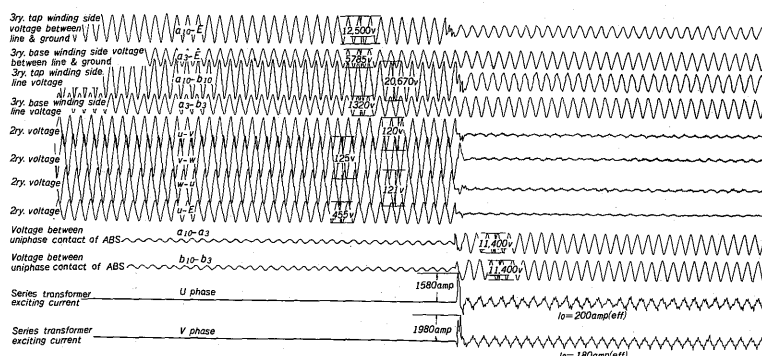 3ry. tap winding side
voltage between
line & ground
a10-E
12,500v
3ry. base winding side voltage
between line & ground
a3-E
5785v
3ry. tap winding side
line voltage
a10-b10
20,670v
3ry. base winding side
line voltage
a3-b3
1320v
2ry. voltage
u-v
120v
2ry. voltage
v-w
125v
2ry. voltage
w-u
121v
2ry. voltage
u-E
455v
Voltage between
uniphase contact of ABS
a10-a3
11,400v
Voltage between
uniphase contact of ABS
b10-b3
11,400v
Series transformer
exciting current
U phase
1580amp
Io=200amp(eff)
Series transformer
exciting current
V phase
1980amp
Io=180amp(eff)